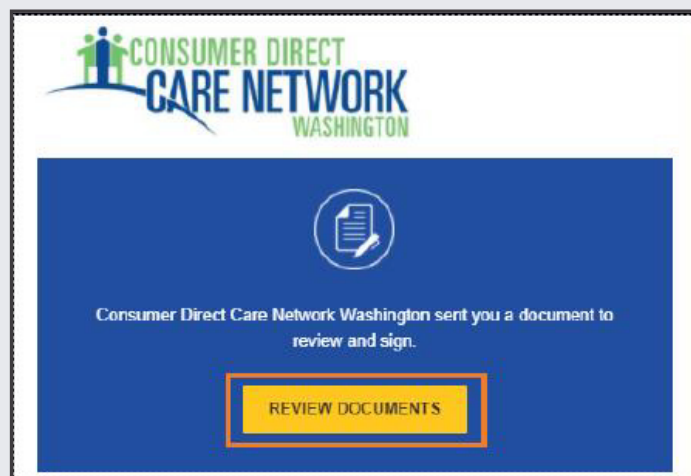 CONSUMER DIRECT
CARE NETWORK
WASHINGTON
Consumer Direct Care Network Washington sent you a document to
review and sign.
REVIEW DOCUMENTS